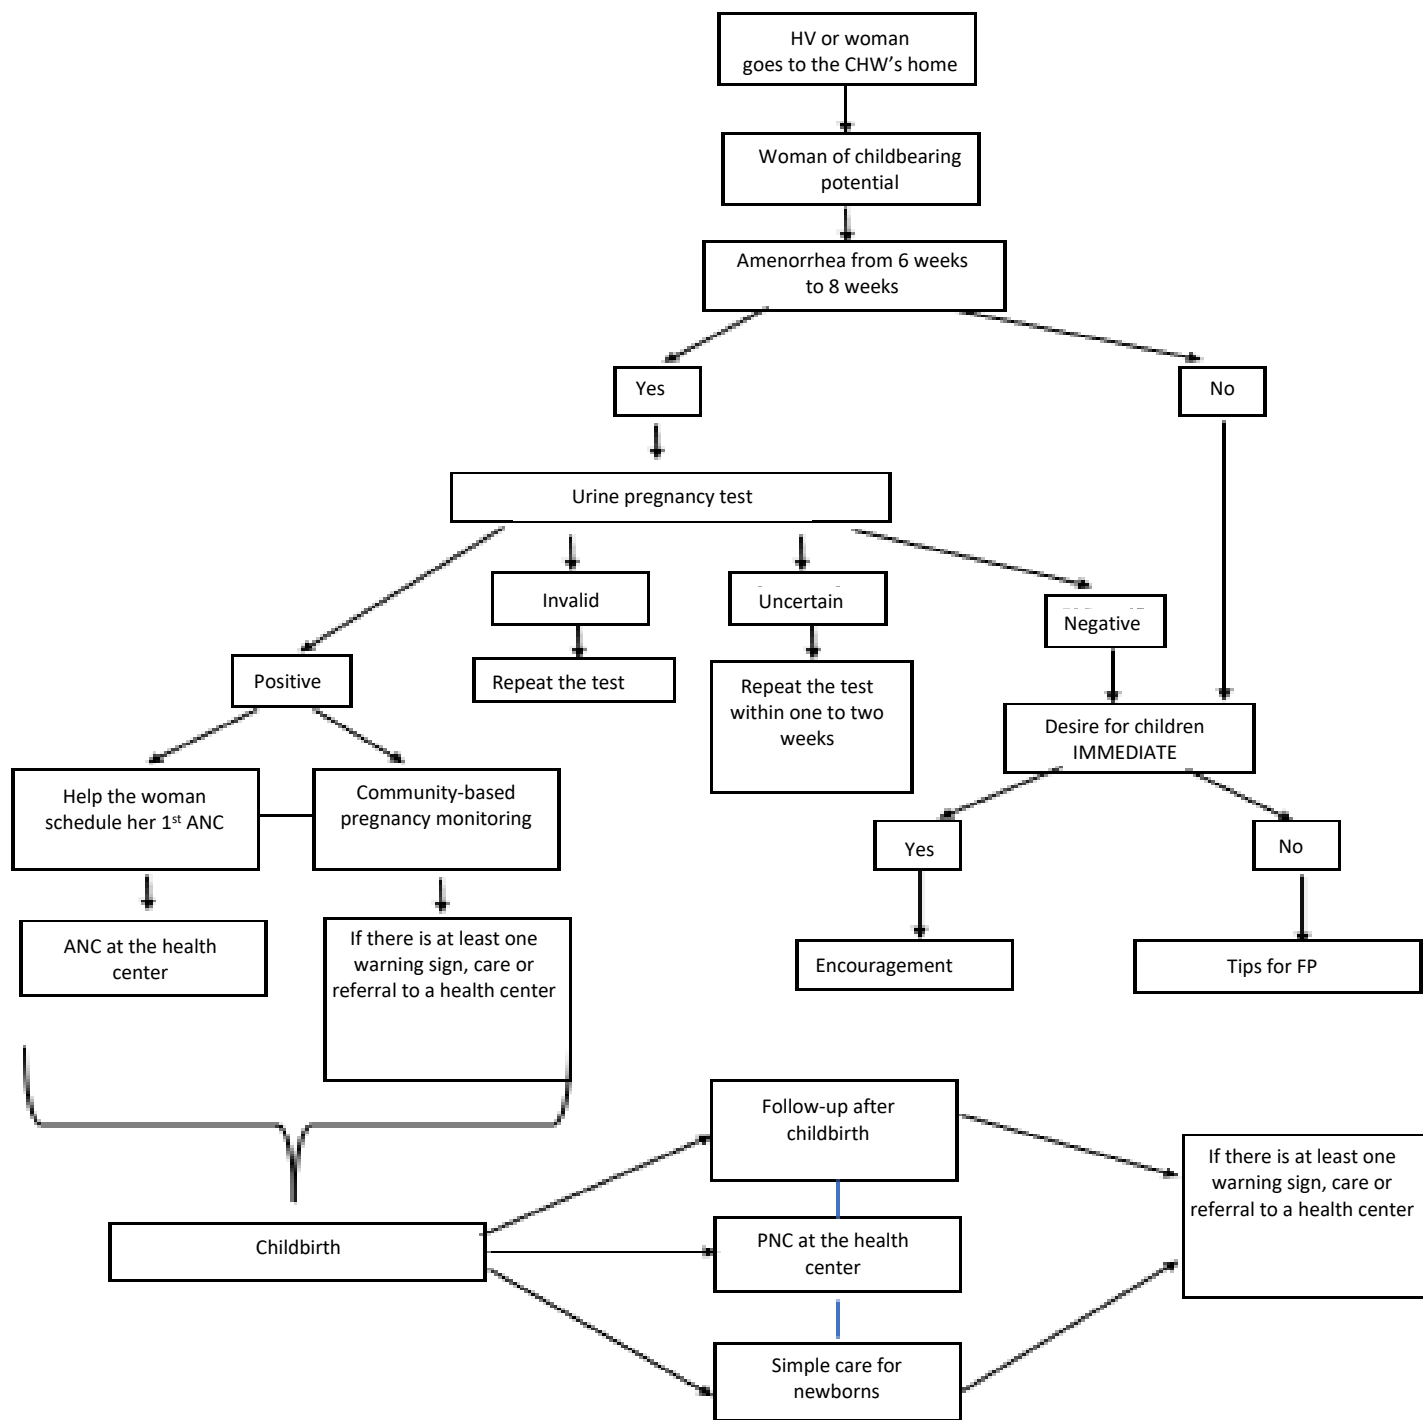 HV or woman
goes to the CHW's home
Woman of childbearing
potential
Amenorrhea from 6 weeks
to 8 weeks
Yes
No
Urine pregnancy test
Invalid
Uncertain
Negative
Positive
Repeat the test
Repeat the test
within one to two
weeks
Desire for children
IMMEDIATE
Help the woman
schedule her 1st ANC
Community-based
pregnancy monitoring
Yes
No
ANC at the health
center
If there is at least one
warning sign, care or
referral to a health center
Encouragement
Tips for FP
Follow-up after
childbirth
If there is at least one
warning sign, care or
referral to a health center
Childbirth
PNC at the health
center
Simple care for
newborns